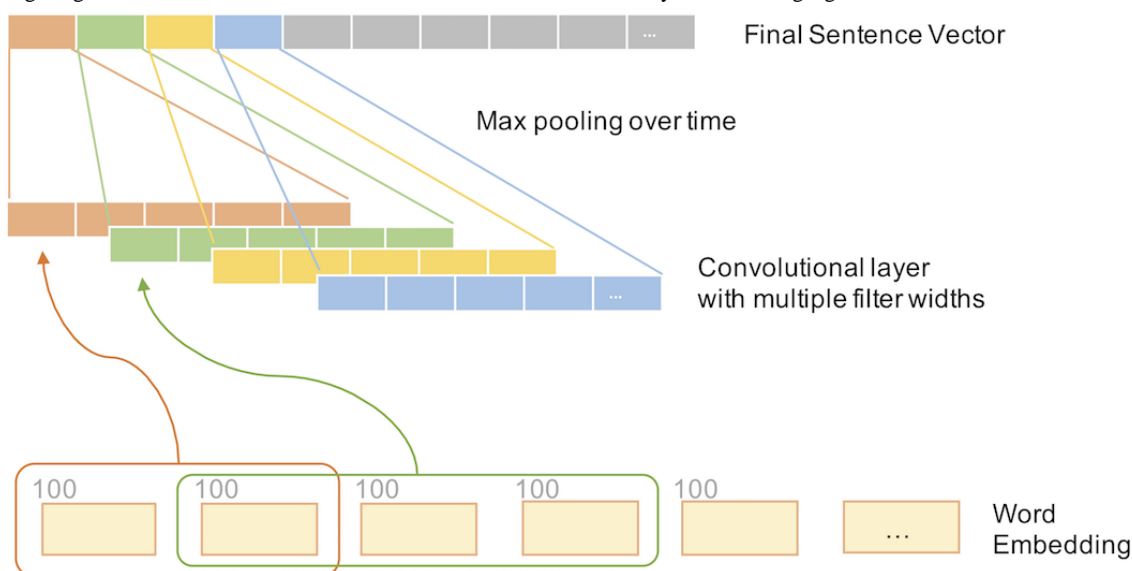 ...
Final Sentence Vector
Max pooling over time
Convolutional layer
with multiple filter widths
...
100
100
100
100
100
Word
Embedding
...